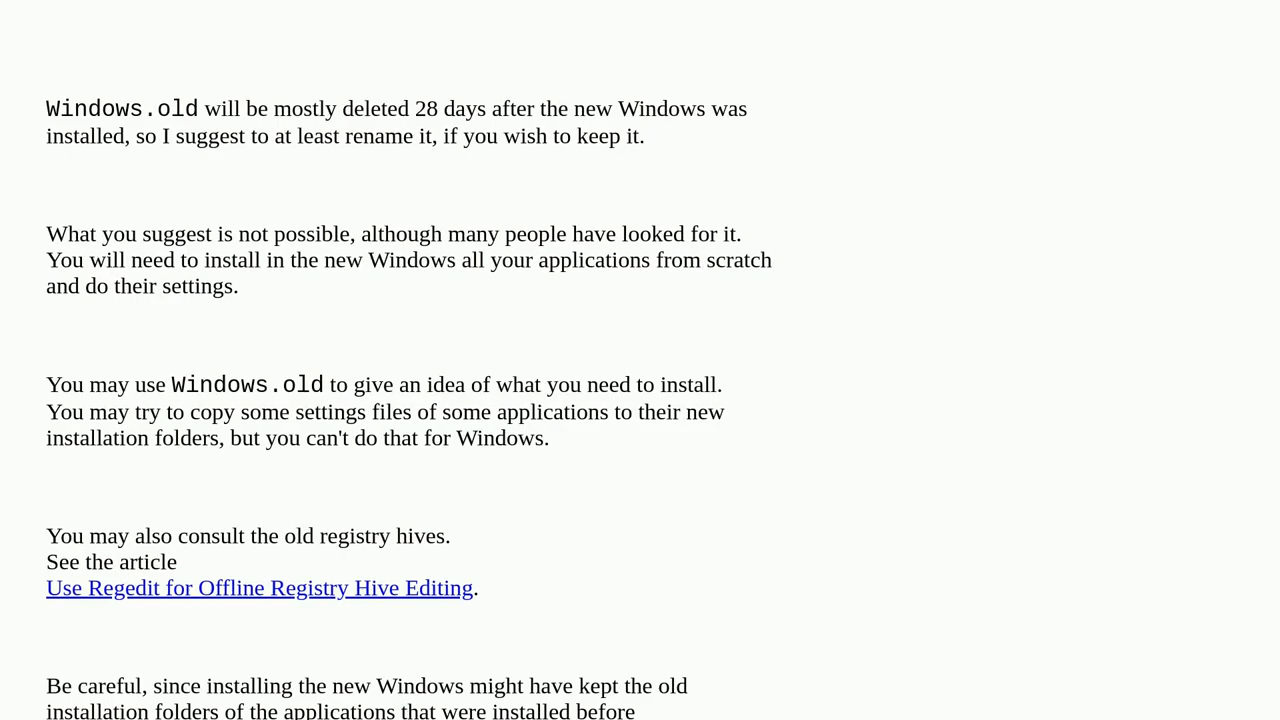 Windows.old will be mostly deleted 28 days after the new Windows was
installed, so I suggest to at least rename it, if you wish to keep it.
What you suggest is not possible, although many people have looked for it.
You will need to install in the new Windows all your applications from scratch
and do their settings.
You may use Windows.old to give an idea of what you need to install.
You may try to copy some settings files of some applications to their new
installation folders, but you can't do that for Windows.
You may also consult the old registry hives.
See the article
Use Regedit for Offline Registry Hive Editing.
Be careful, since installing the new Windows might have kept the old
installation folders of the applications that were installed before